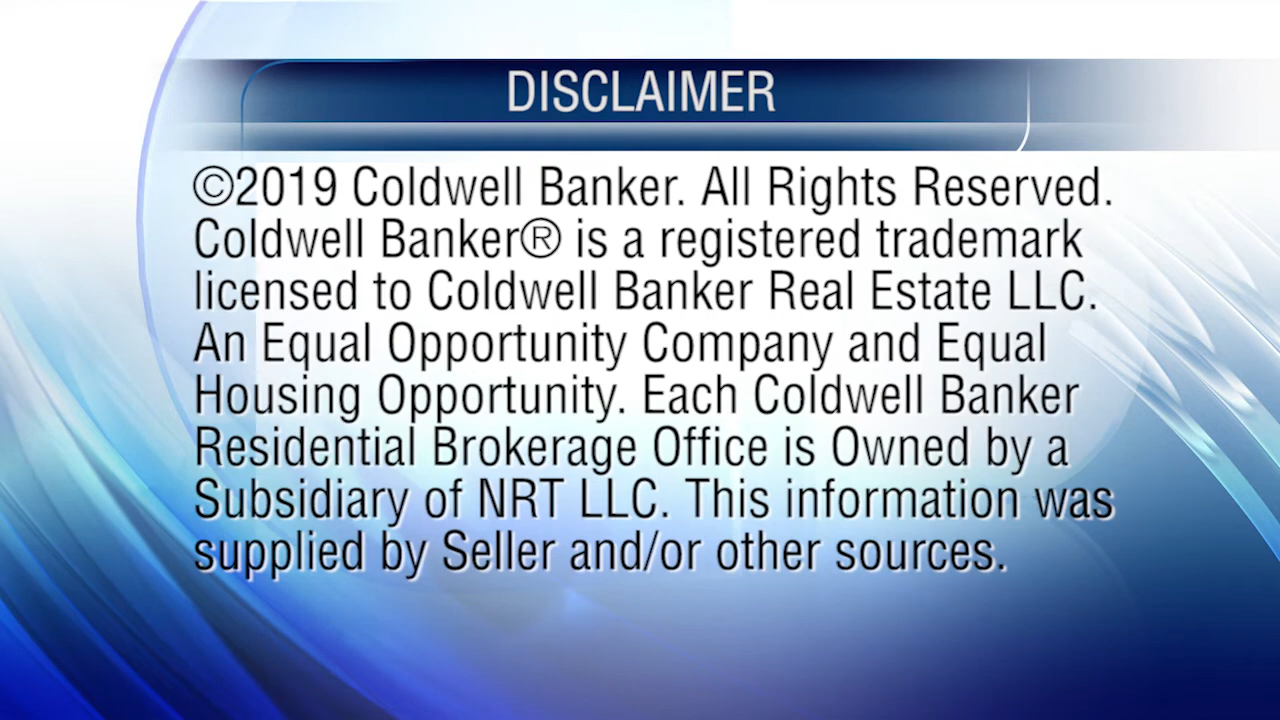 DISCLAIMER
©2019 Coldwell Banker. All Rights Reserved.
Coldwell Banker® is a registered trademark
licensed to Coldwell Banker Real Estate LLC.
An Equal Opportunity Company and Equal
Housing Opportunity. Each Coldwell Banker
Residential Brokerage Office is Owned by a
Subsidiary of NRT LLC. This information was
supplied by Seller and/or other sources.